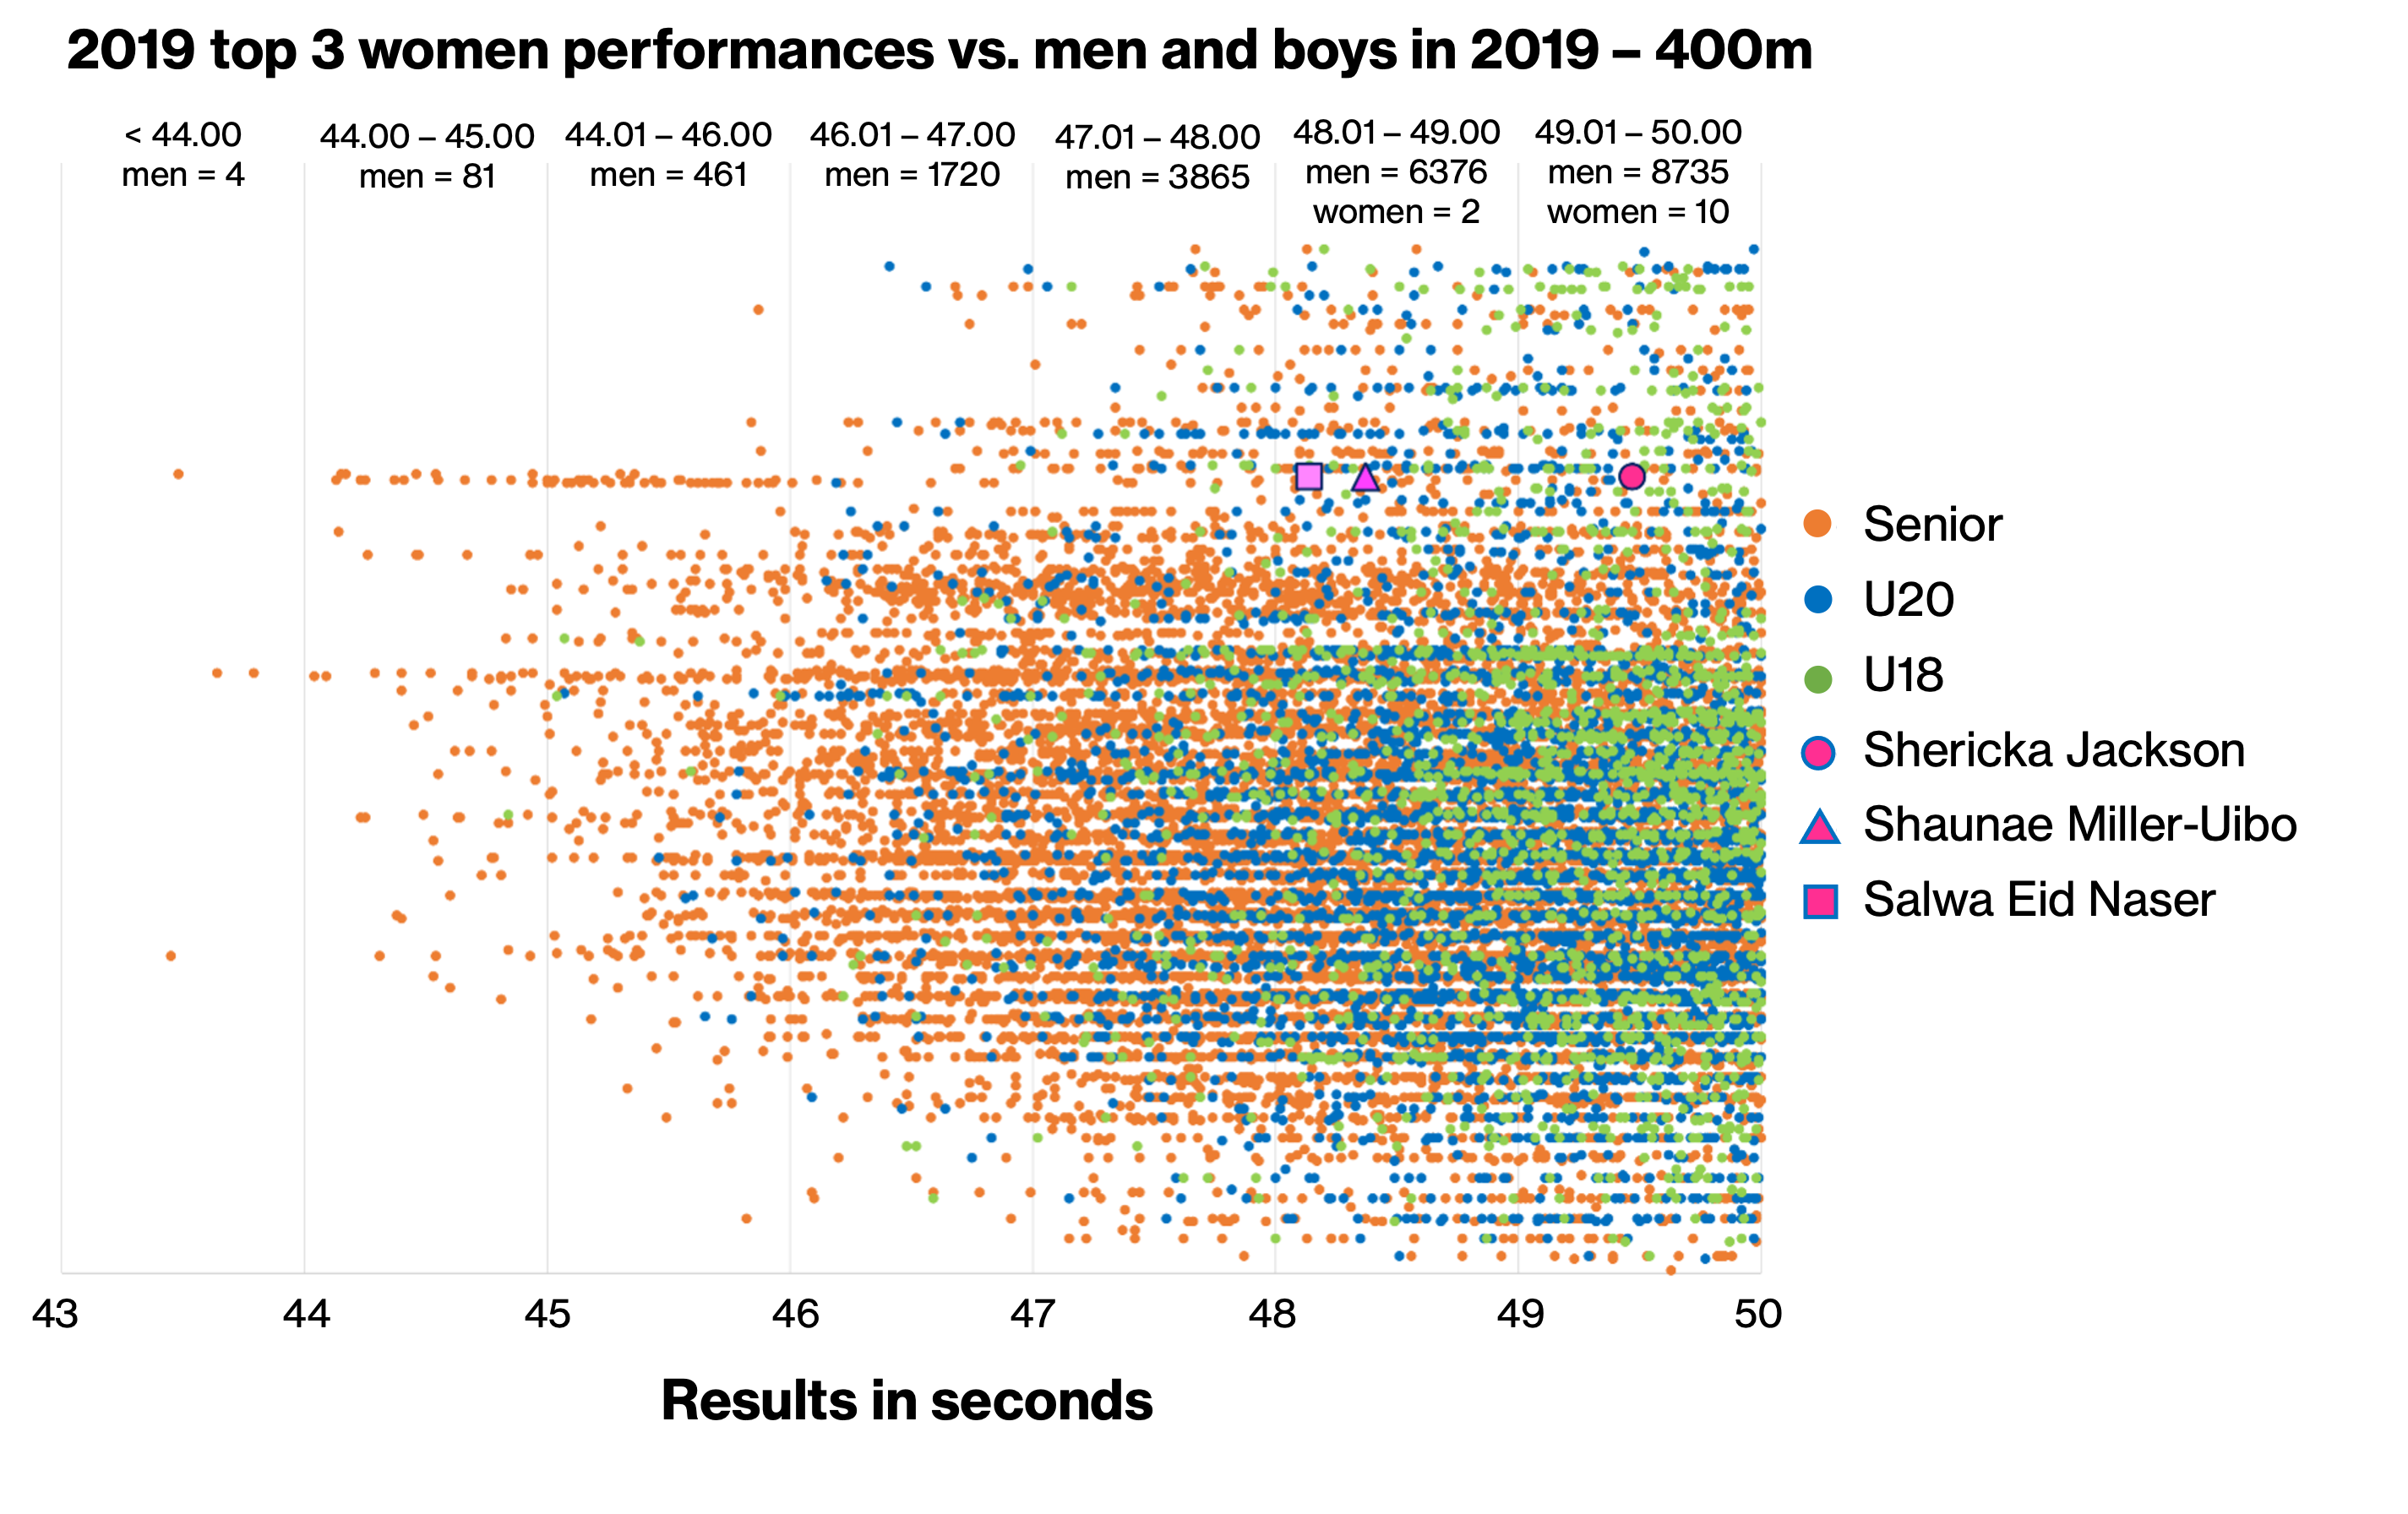 2019 top 3 women performances vs. men and boys in 2019 – 400m
< 44.00
men = 4
44.00 – 45.00
men = 81
44.01 – 46.00
men = 461
46.01 – 47.00
men = 1720
47.01 – 48.00
men = 3865
48.01 – 49.00
men = 6376
women = 2
49.01 – 50.00
men = 8735
women = 10
Senior
U20
U18
Shericka Jackson
Shaunae Miller-Uibo
Salwa Eid Naser
43 44 45 46 47 48 49 50
Results in seconds